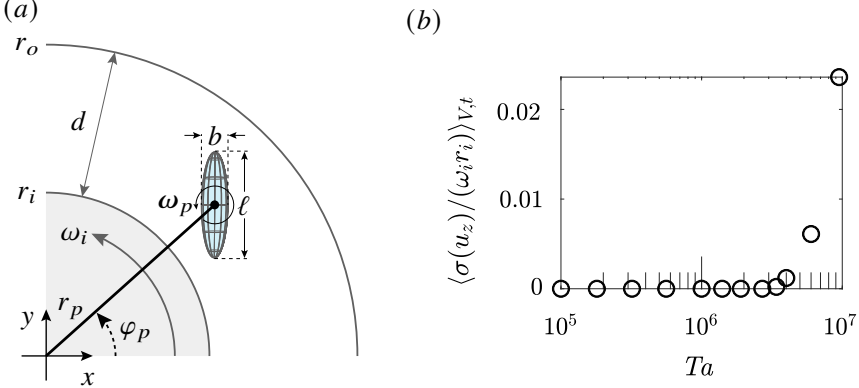 (a)
r_o
d
b
r_i
ω_p
ℓ
ω_i
r_p
y
φ_p
x
(b)
⟨σ(u_z)/(ω_i r_i)⟩_{V,t}
0.02
0.01
0
10^5
10^6
10^7
Ta